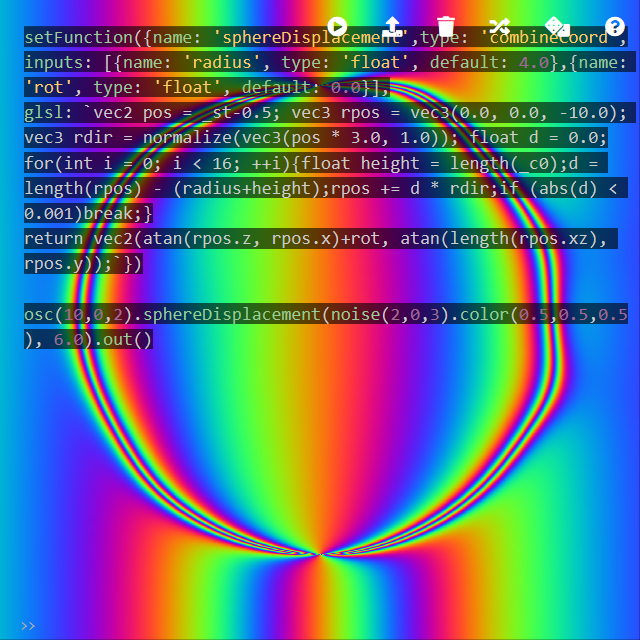 setFunction({name: 'sphereDisplacement',type: 'combineCoord',
inputs: [{name: 'radius', type: 'float', default: 4.0},{name:
'rot', type: 'float', default: 0.0}],
glsl: `vec2 pos = _st-0.5; vec3 rpos = vec3(0.0, 0.0, -10.0);
vec3 rdir = normalize(vec3(pos * 3.0, 1.0)); float d = 0.0;
for(int i = 0; i < 16; ++i){float height = length(_c0);d =
length(rpos) - (radius+height);rpos += d * rdir;if (abs(d) <
0.001)break;}
return vec2(atan(rpos.z, rpos.x)+rot, atan(length(rpos.xz),
rpos.y));`})
osc(10,0,2).sphereDisplacement(noise(2,0,3).color(0.5,0.5,0.5
), 6.0).out()
>>